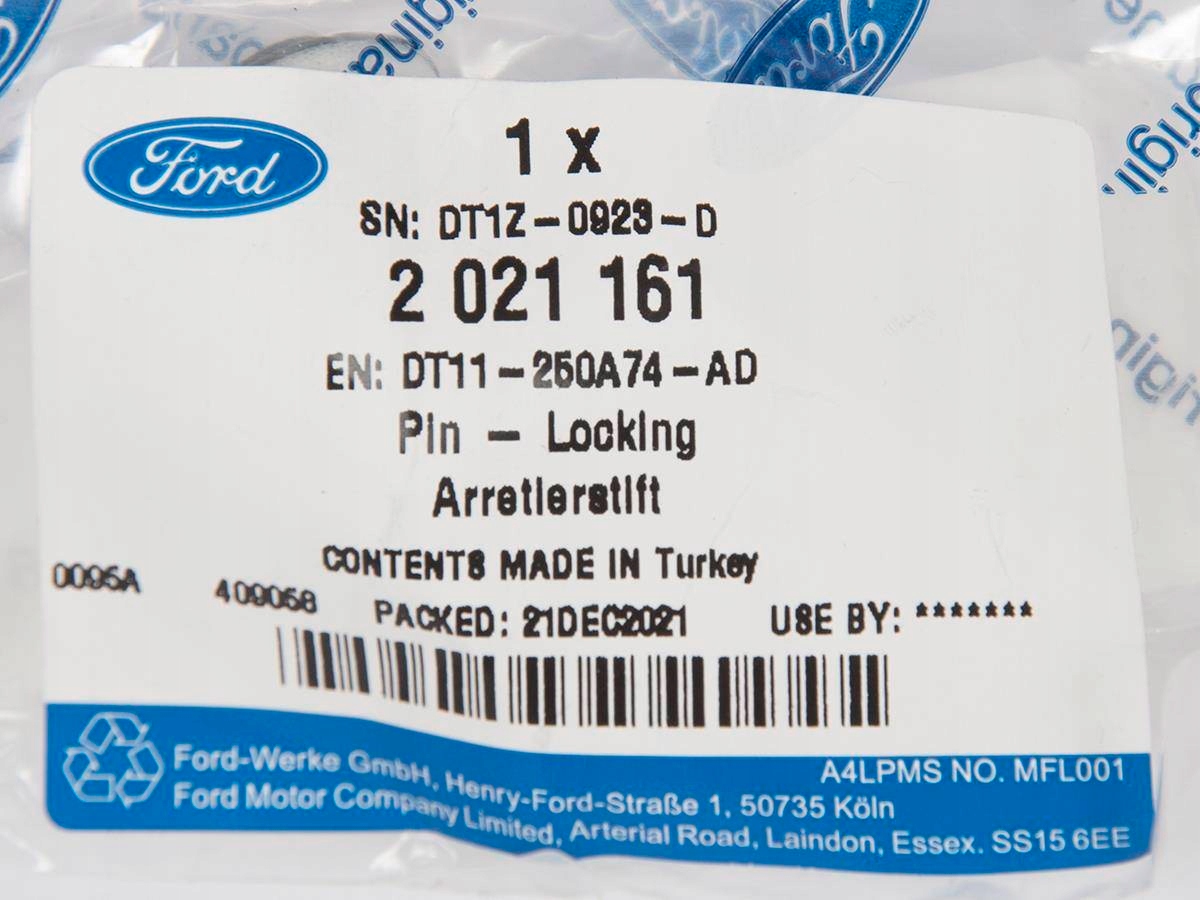 Ford
1 x
SN: DT1Z-0923-D
2 021 161
EN: DT11-250A74-AD
Pin - Locking
Arretierstift
CONTENTS MADE IN Turkey
0095A 409058 PACKED: 21DEC2021 USE BY: *******
A4LPMS NO. MFL001
Ford-Werke GmbH, Henry-Ford-Straße 1, 50735 Köln
Ford Motor Company Limited, Arterial Road, Laindon, Essex. SS15 6EE
Ford